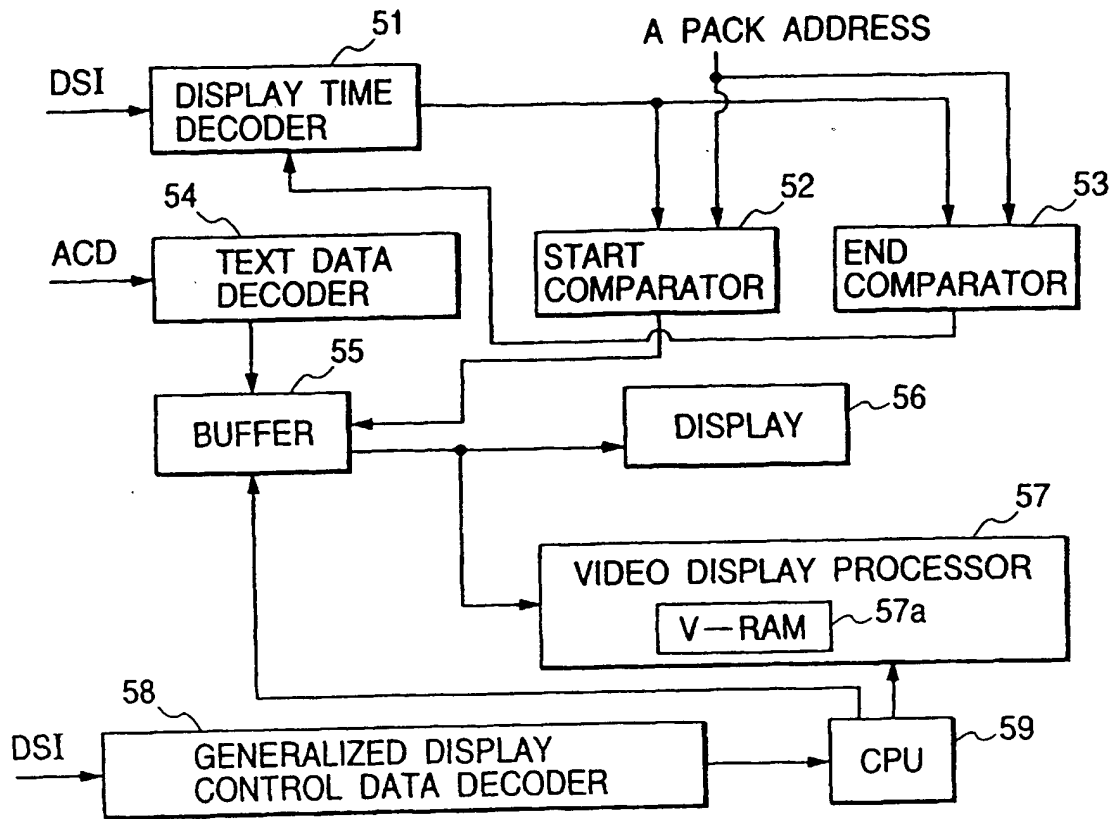 51
A PACK ADDRESS
DSI
DISPLAY TIME
DECODER
54
52
53
ACD
TEXT DATA
DECODER
START
COMPARATOR
END
COMPARATOR
55
BUFFER
56
DISPLAY
57
VIDEO DISPLAY PROCESSOR
V–RAM
57a
58
DSI
GENERALIZED DISPLAY
CONTROL DATA DECODER
CPU
59